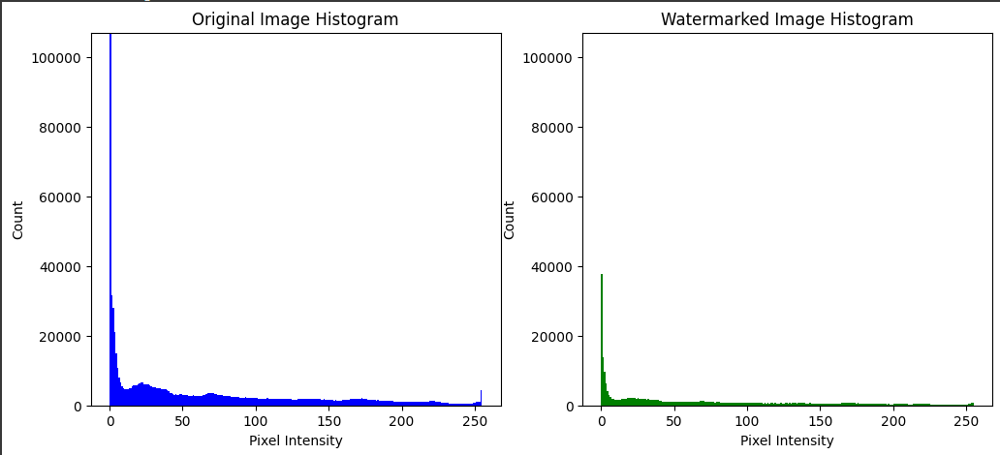 Original Image Histogram
Count
100000
80000
60000
40000
20000
0
0 50 100 150 200 250
Pixel Intensity
Watermarked Image Histogram
Count
100000
80000
60000
40000
20000
0
0 50 100 150 200 250
Pixel Intensity